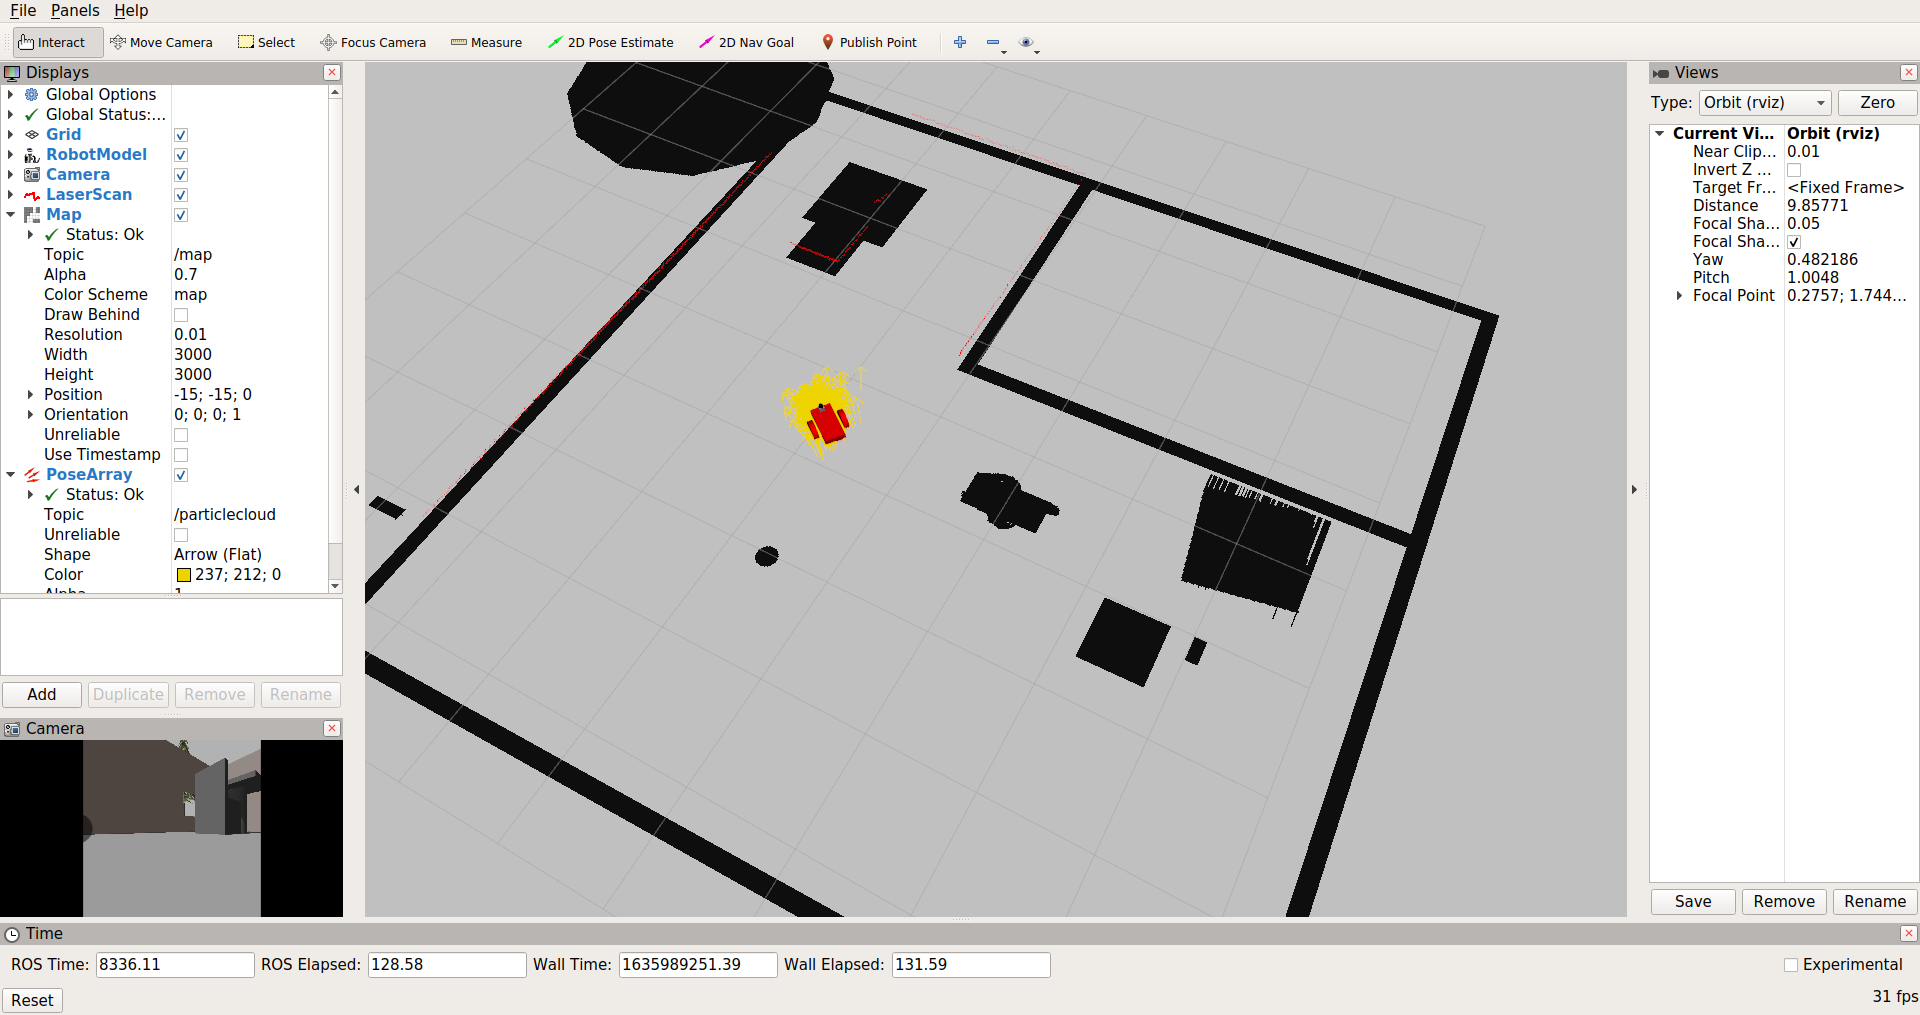 File Panels Help
Interact Move Camera Select Focus Camera Measure 2D Pose Estimate 2D Nav Goal Publish Point
Displays
Global Options
Global Status:...
Grid
RobotModel
Camera
LaserScan
Map
Status: Ok
Topic /map
Alpha 0.7
Color Scheme map
Draw Behind
Resolution 0.01
Width 3000
Height 3000
Position -15; -15; 0
Orientation 0; 0; 0; 1
Unreliable
Use Timestamp
PoseArray
Status: Ok
Topic /particlecloud
Unreliable
Shape Arrow (Flat)
Color 237; 212; 0
Alpha 1
Add Duplicate Remove Rename
Camera
Views
Type: Orbit (rviz) Zero
Current Vi... Orbit (rviz)
Near Clip... 0.01
Invert Z ...
Target Fr... <Fixed Frame>
Distance 9.85771
Focal Sha... 0.05
Focal Sha...
Yaw 0.482186
Pitch 1.0048
Focal Point 0.2757; 1.744...
Save Remove Rename
Time
ROS Time: 8336.11 ROS Elapsed: 128.58 Wall Time: 1635989251.39 Wall Elapsed: 131.59 Experimental
Reset 31 fps